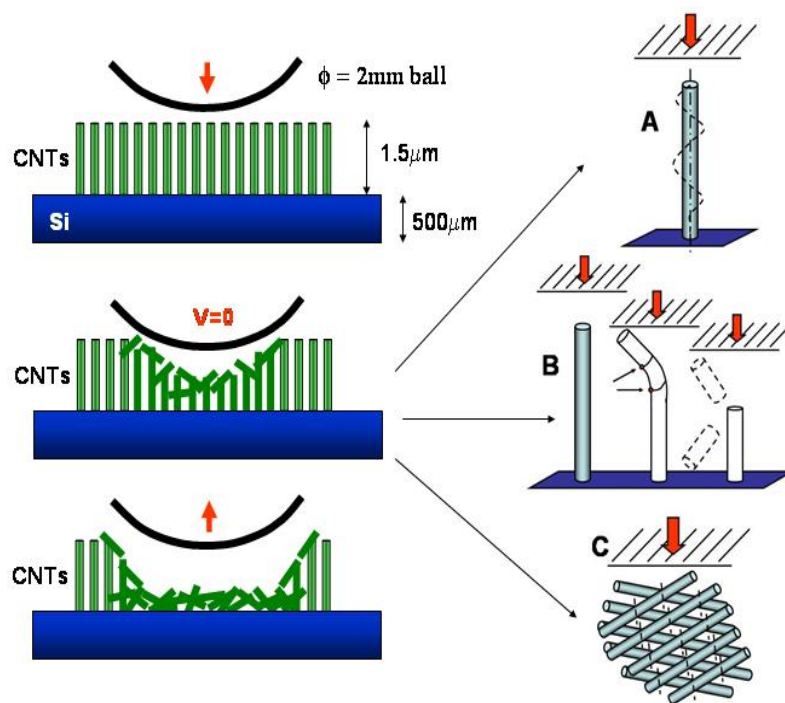 ϕ = 2mm ball
CNTs
1.5μm
Si
500μm
V=0
CNTs
CNTs
A
B
C